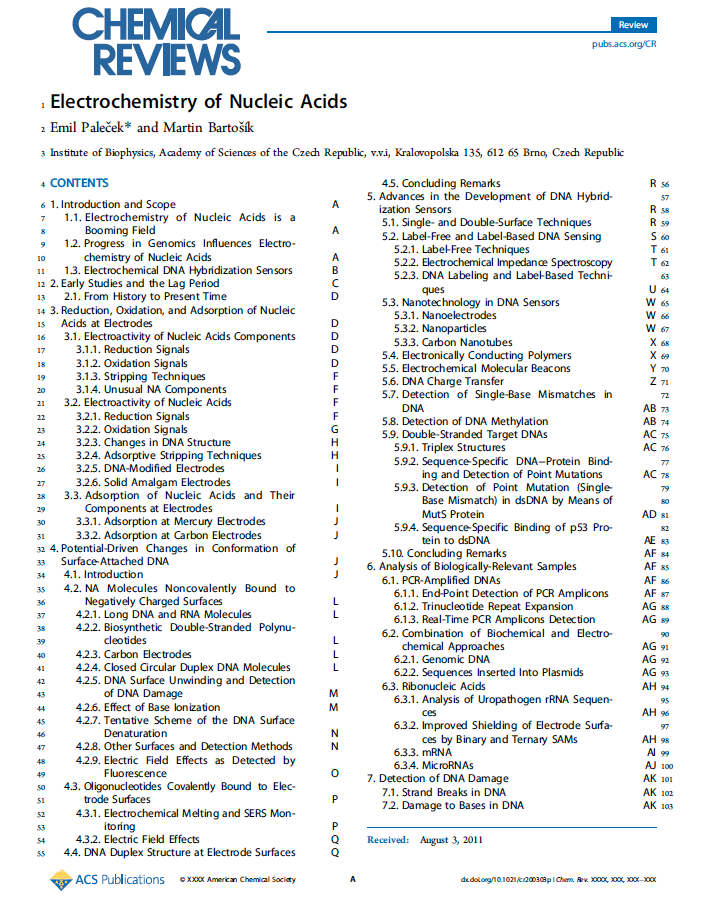 CHEMICAL
REVIEWS
Review
pubs.acs.org/CR
1 Electrochemistry of Nucleic Acids
2 Emil Paleček* and Martin Bartošík
3 Institute of Biophysics, Academy of Sciences of the Czech Republic, v.v.i, Kralovopolska 135, 612 65 Brno, Czech Republic
4 CONTENTS
6 1. Introduction and Scope A
7 1.1. Electrochemistry of Nucleic Acids is a
8 Booming Field A
9 1.2. Progress in Genomics Influences Electro-
10 chemistry of Nucleic Acids A
11 1.3. Electrochemical DNA Hybridization Sensors B
12 2. Early Studies and the Lag Period C
13 2.1. From History to Present Time D
14 3. Reduction, Oxidation, and Adsorption of Nucleic
15 Acids at Electrodes D
16 3.1. Electroactivity of Nucleic Acids Components D
17 3.1.1. Reduction Signals D
18 3.1.2. Oxidation Signals D
19 3.1.3. Stripping Techniques F
20 3.1.4. Unusual NA Components F
21 3.2. Electroactivity of Nucleic Acids F
22 3.2.1. Reduction Signals F
23 3.2.2. Oxidation Signals G
24 3.2.3. Changes in DNA Structure H
25 3.2.4. Adsorptive Stripping Techniques H
26 3.2.5. DNA-Modified Electrodes I
27 3.2.6. Solid Amalgam Electrodes I
28 3.3. Adsorption of Nucleic Acids and Their
29 Components at Electrodes I
30 3.3.1. Adsorption at Mercury Electrodes J
31 3.3.2. Adsorption at Carbon Electrodes J
32 4. Potential-Driven Changes in Conformation of
33 Surface-Attached DNA J
34 4.1. Introduction J
35 4.2. NA Molecules Noncovalently Bound to
36 Negatively Charged Surfaces L
37 4.2.1. Long DNA and RNA Molecules L
38 4.2.2. Biosynthetic Double-Stranded Polynu-
39 cleotides L
40 4.2.3. Carbon Electrodes L
41 4.2.4. Closed Circular Duplex DNA Molecules L
42 4.2.5. DNA Surface Unwinding and Detection
43 of DNA Damage M
44 4.2.6. Effect of Base Ionization M
45 4.2.7. Tentative Scheme of the DNA Surface
46 Denaturation N
47 4.2.8. Other Surfaces and Detection Methods N
48 4.2.9. Electric Field Effects as Detected by
49 Fluorescence O
50 4.3. Oligonucleotides Covalently Bound to Elec-
51 trode Surfaces P
52 4.3.1. Electrochemical Melting and SERS Mon-
53 itoring P
54 4.3.2. Electric Field Effects Q
55 4.4. DNA Duplex Structure at Electrode Surfaces Q
4.5. Concluding Remarks R 56
5. Advances in the Development of DNA Hybrid- 57
ization Sensors R 58
5.1. Single- and Double-Surface Techniques R 59
5.2. Label-Free and Label-Based DNA Sensing S 60
5.2.1. Label-Free Techniques T 61
5.2.2. Electrochemical Impedance Spectroscopy T 62
5.2.3. DNA Labeling and Label-Based Techni- 63
ques U 64
5.3. Nanotechnology in DNA Sensors W 65
5.3.1. Nanoelectrodes W 66
5.3.2. Nanoparticles W 67
5.3.3. Carbon Nanotubes X 68
5.4. Electronically Conducting Polymers X 69
5.5. Electrochemical Molecular Beacons Y 70
5.6. DNA Charge Transfer Z 71
5.7. Detection of Single-Base Mismatches in 72
DNA AB 73
5.8. Detection of DNA Methylation AB 74
5.9. Double-Stranded Target DNAs AC 75
5.9.1. Triplex Structures AC 76
5.9.2. Sequence-Specific DNA−Protein Bind- 77
ing and Detection of Point Mutations AC 78
5.9.3. Detection of Point Mutation (Single- 79
Base Mismatch) in dsDNA by Means of 80
MutS Protein AD 81
5.9.4. Sequence-Specific Binding of p53 Pro- 82
tein to dsDNA AE 83
5.10. Concluding Remarks AF 84
6. Analysis of Biologically-Relevant Samples AF 85
6.1. PCR-Amplified DNAs AF 86
6.1.1. End-Point Detection of PCR Amplicons AF 87
6.1.2. Trinucleotide Repeat Expansion AG 88
6.1.3. Real-Time PCR Amplicons Detection AG 89
6.2. Combination of Biochemical and Electro- 90
chemical Approaches AG 91
6.2.1. Genomic DNA AG 92
6.2.2. Sequences Inserted Into Plasmids AG 93
6.3. Ribonucleic Acids AH 94
6.3.1. Analysis of Uropathogen rRNA Sequen- 95
ces AH 96
6.3.2. Improved Shielding of Electrode Surfa- 97
ces by Binary and Ternary SAMs AH 98
6.3.3. mRNA AI 99
6.3.4. MicroRNAs AJ 100
7. Detection of DNA Damage AK 101
7.1. Strand Breaks in DNA AK 102
7.2. Damage to Bases in DNA AK 103
Received: August 3, 2011
ACS Publications © XXXX American Chemical Society A dx.doi.org/10.1021/cr200303p | Chem. Rev. XXXX, XXX, XXX−XXX